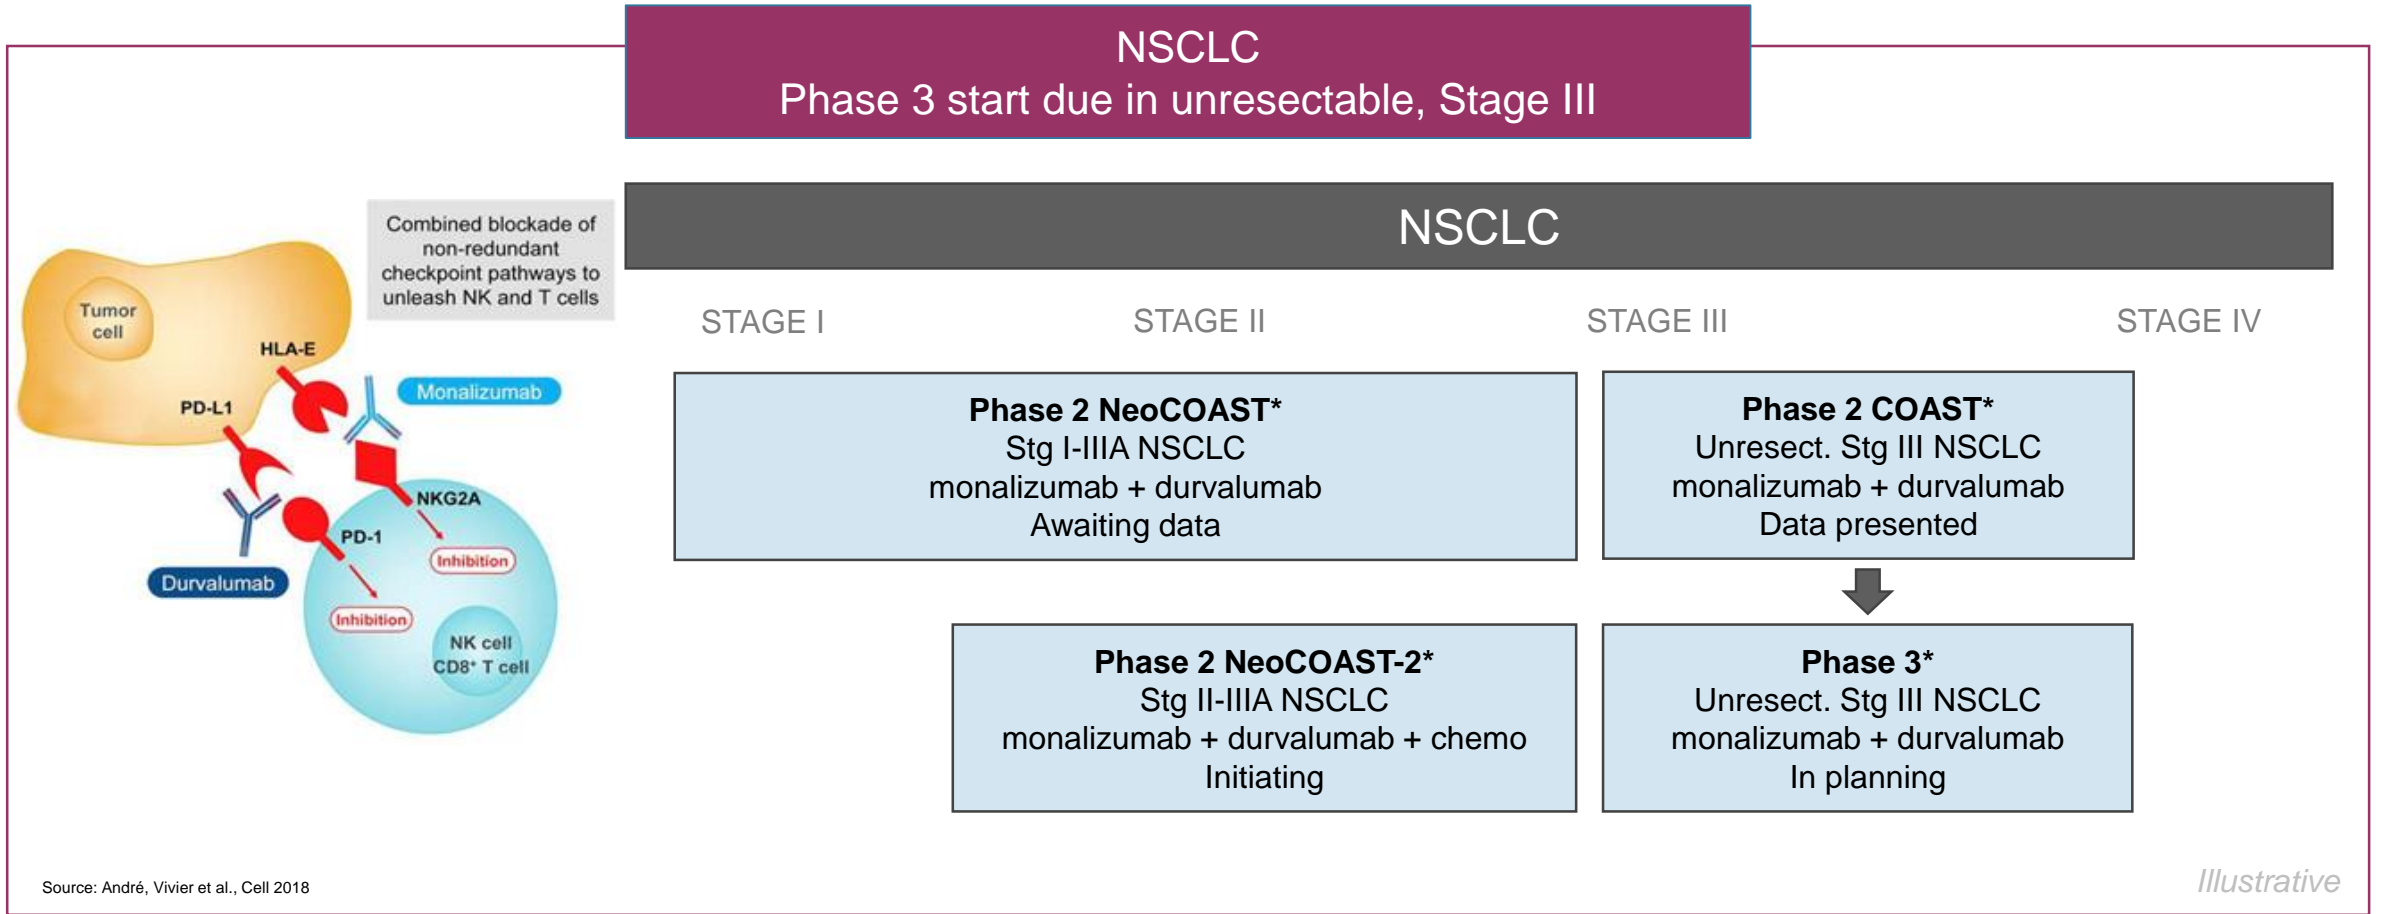 NSCLC
Phase 3 start due in unresectable, Stage III
Combined blockade of
non-redundant
checkpoint pathways to
unleash NK and T cells
Tumor
cell
HLA-E
PD-L1
Monalizumab
NKG2A
PD-1
Inhibition
Durvalumab
Inhibition
NK cell
CD8⁺ T cell
NSCLC
STAGE I
STAGE II
STAGE III
STAGE IV
Phase 2 NeoCOAST*
Stg I-IIIA NSCLC
monalizumab + durvalumab
Awaiting data
Phase 2 COAST*
Unresect. Stg III NSCLC
monalizumab + durvalumab
Data presented
Phase 2 NeoCOAST-2*
Stg II-IIIA NSCLC
monalizumab + durvalumab + chemo
Initiating
Phase 3*
Unresect. Stg III NSCLC
monalizumab + durvalumab
In planning
Source: André, Vivier et al., Cell 2018
Illustrative